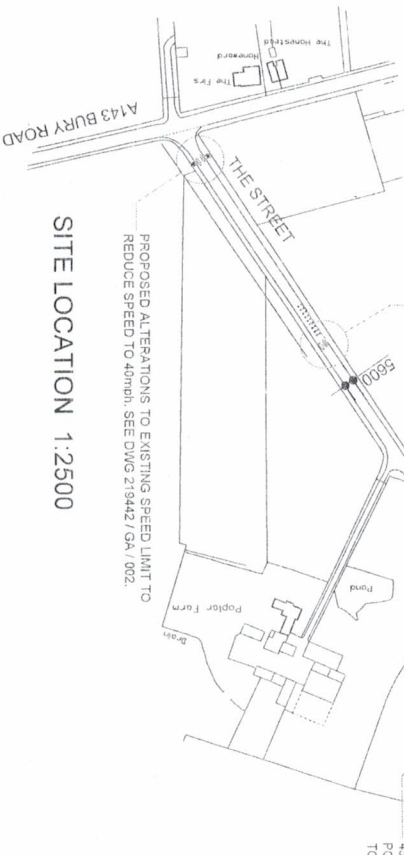 The Homestead
Homeward
The Firs
A143 BURY ROAD
THE STREET
5600
PROPOSED ALTERATIONS TO EXISTING SPEED LIMIT TO
REDUCE SPEED TO 40mph. SEE DWG 219442 / GA / 002.
SITE LOCATION 1:2500
Pond
Poplar Farm
Drain